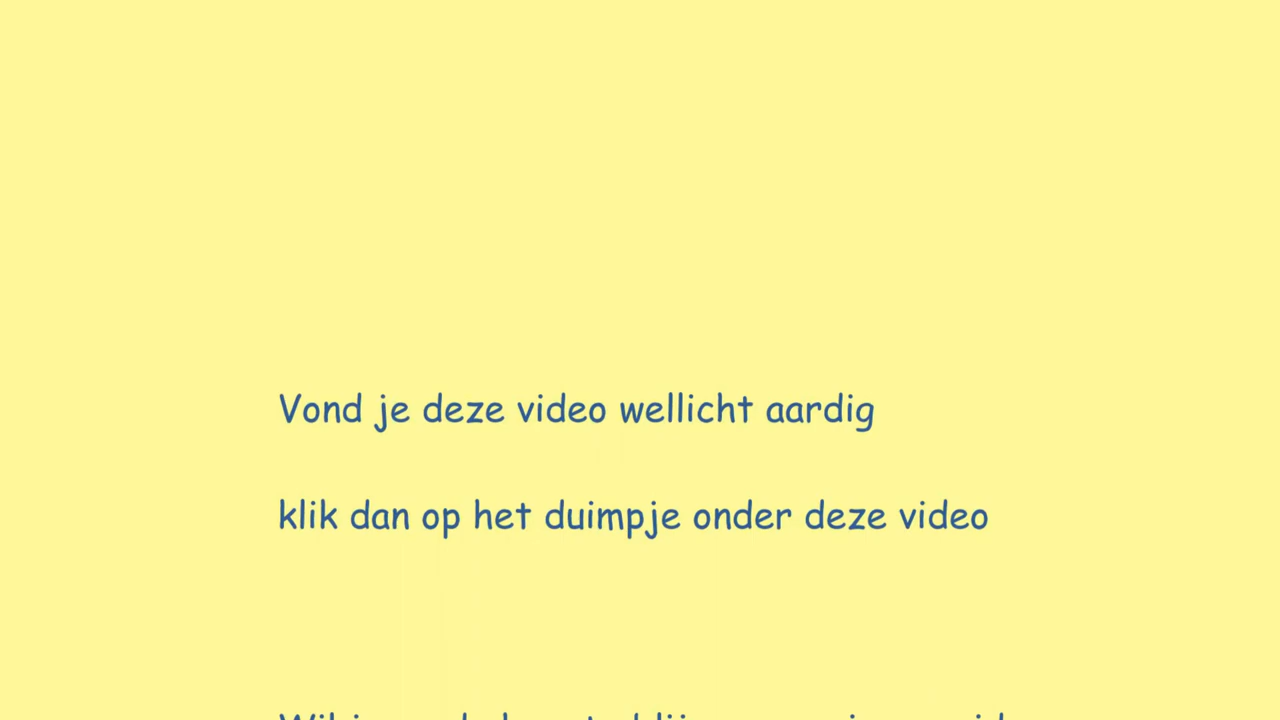 Vond je deze video wellicht aardig
klik dan op het duimpje onder deze video